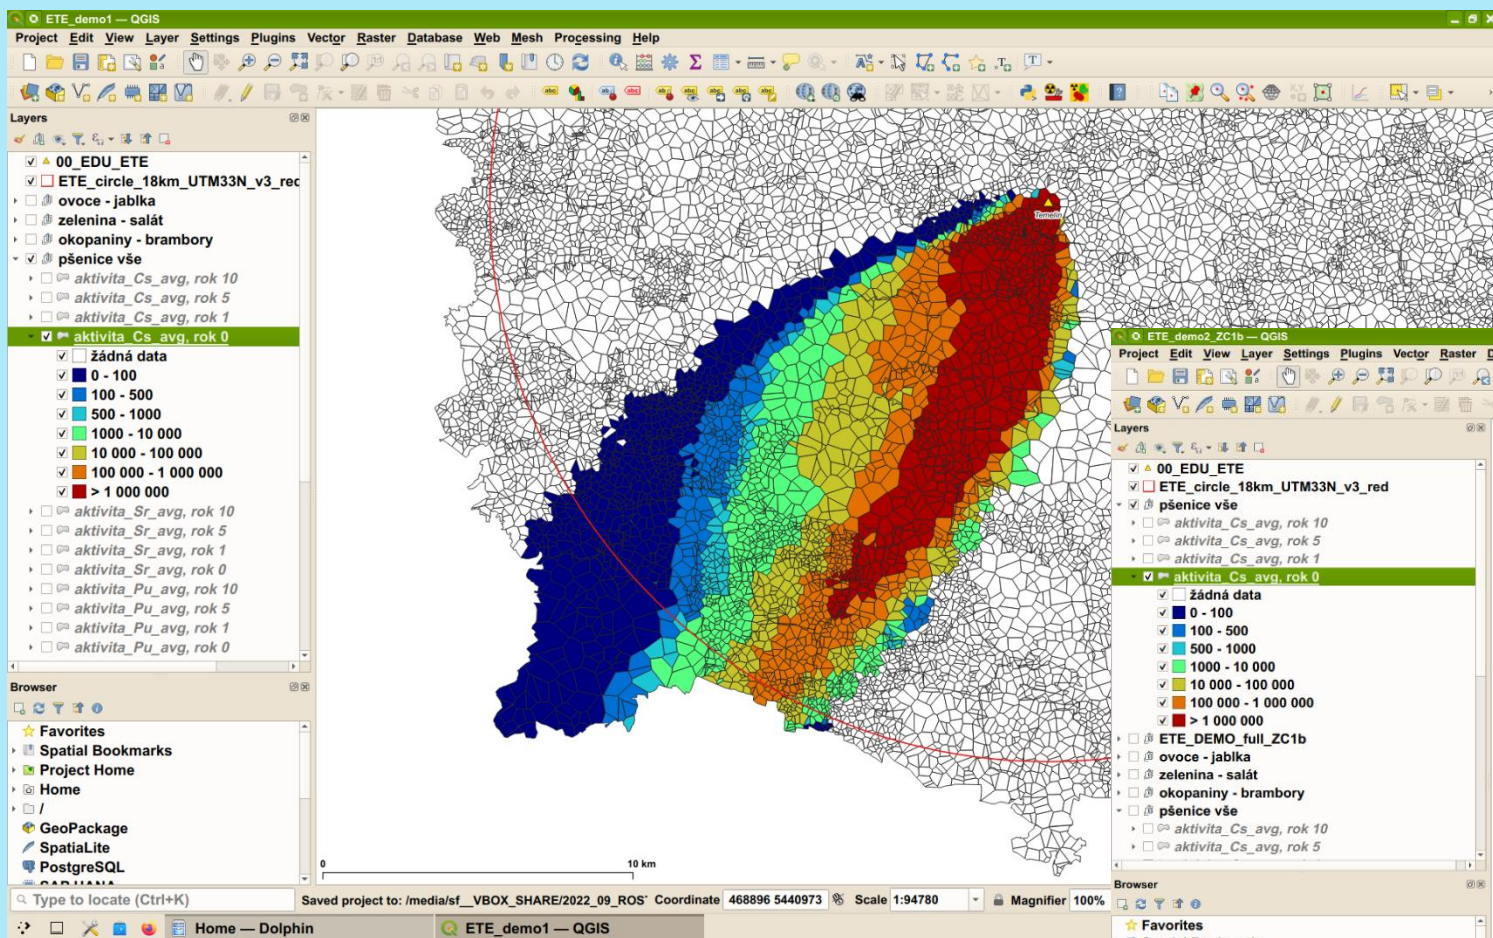 ETE_demo1 — QGIS
Project Edit View Layer Settings Plugins Vector Raster Database Web Mesh Processing Help
Layers
00_EDU_ETE
ETE_circle_18km_UTM33N_v3_red
ovoce - jablka
zelenina - salát
okopaniny - brambory
pšenice vše
aktivita_Cs_avg, rok 10
aktivita_Cs_avg, rok 5
aktivita_Cs_avg, rok 1
aktivita_Cs_avg, rok 0
žádná data
0 - 100
100 - 500
500 - 1000
1000 - 10 000
10 000 - 100 000
100 000 - 1 000 000
> 1 000 000
aktivita_Sr_avg, rok 10
aktivita_Sr_avg, rok 5
aktivita_Sr_avg, rok 1
aktivita_Sr_avg, rok 0
aktivita_Pu_avg, rok 10
aktivita_Pu_avg, rok 5
aktivita_Pu_avg, rok 1
aktivita_Pu_avg, rok 0
Browser
Favorites
Spatial Bookmarks
Project Home
Home
/
GeoPackage
SpatiaLite
PostgreSQL
Temelín
0 10 km
ETE_demo2_ZC1b — QGIS
Project Edit View Layer Settings Plugins Vector Raster D
Layers
00_EDU_ETE
ETE_circle_18km_UTM33N_v3_red
pšenice vše
aktivita_Cs_avg, rok 10
aktivita_Cs_avg, rok 5
aktivita_Cs_avg, rok 1
aktivita_Cs_avg, rok 0
žádná data
0 - 100
100 - 500
500 - 1000
1000 - 10 000
10 000 - 100 000
100 000 - 1 000 000
> 1 000 000
ETE_DEMO_full_ZC1b
ovoce - jablka
zelenina - salát
okopaniny - brambory
pšenice vše
aktivita_Cs_avg, rok 10
aktivita_Cs_avg, rok 5
Browser
Favorites
Type to locate (Ctrl+K) Saved project to: /media/sf__VBOX_SHARE/2022_09_ROS Coordinate 468896 5440973 Scale 1:94780 Magnifier 100%
Home — Dolphin ETE_demo1 — QGIS